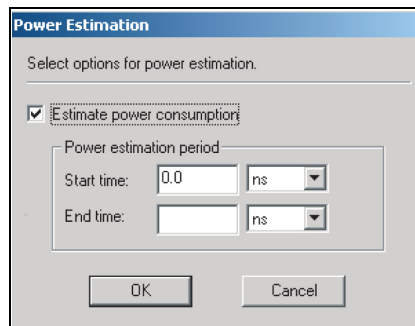 Power Estimation
Select options for power estimation.
Estimate power consumption
Power estimation period
Start time: 0.0 ns
End time: ns
OK Cancel